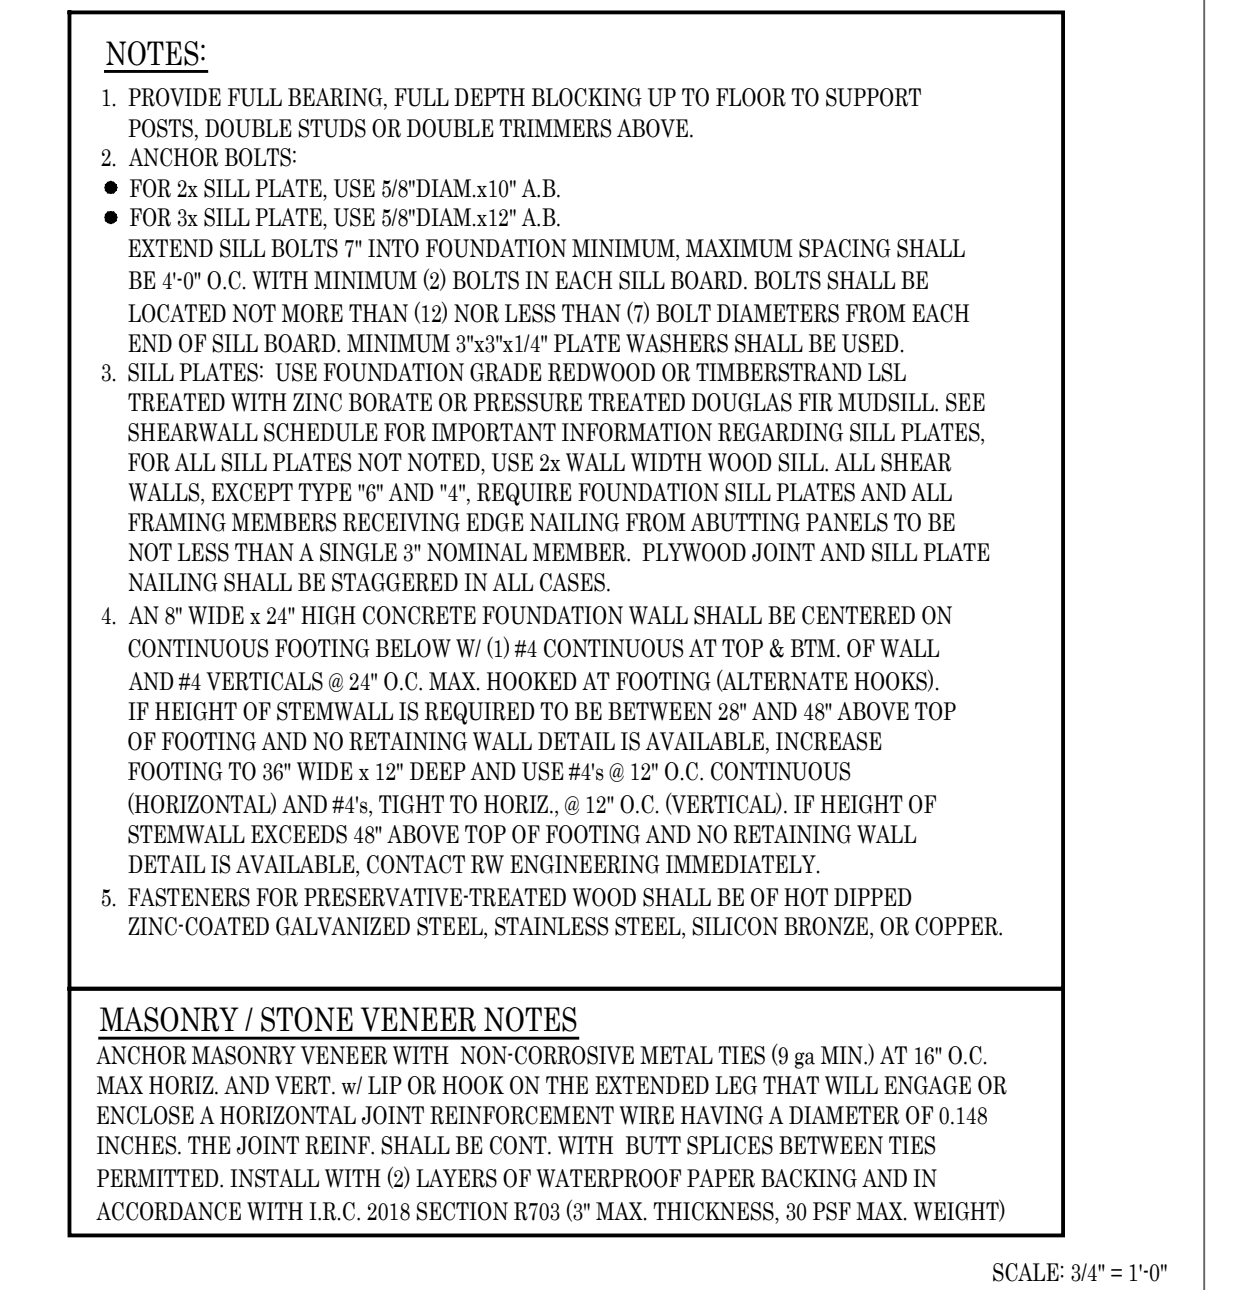 NOTES:
1. PROVIDE FULL BEARING, FULL DEPTH BLOCKING UP TO FLOOR TO SUPPORT
POSTS, DOUBLE STUDS OR DOUBLE TRIMMERS ABOVE.
2. ANCHOR BOLTS:
● FOR 2x SILL PLATE, USE 5/8"DIAM.x10" A.B.
● FOR 3x SILL PLATE, USE 5/8"DIAM.x12" A.B.
EXTEND SILL BOLTS 7" INTO FOUNDATION MINIMUM, MAXIMUM SPACING SHALL
BE 4'-0" O.C. WITH MINIMUM (2) BOLTS IN EACH SILL BOARD. BOLTS SHALL BE
LOCATED NOT MORE THAN (12) NOR LESS THAN (7) BOLT DIAMETERS FROM EACH
END OF SILL BOARD. MINIMUM 3"x3"x1/4" PLATE WASHERS SHALL BE USED.
3. SILL PLATES: USE FOUNDATION GRADE REDWOOD OR TIMBERSTRAND LSL
TREATED WITH ZINC BORATE OR PRESSURE TREATED DOUGLAS FIR MUDSILL. SEE
SHEARWALL SCHEDULE FOR IMPORTANT INFORMATION REGARDING SILL PLATES,
FOR ALL SILL PLATES NOT NOTED, USE 2x WALL WIDTH WOOD SILL. ALL SHEAR
WALLS, EXCEPT TYPE "6" AND "4", REQUIRE FOUNDATION SILL PLATES AND ALL
FRAMING MEMBERS RECEIVING EDGE NAILING FROM ABUTTING PANELS TO BE
NOT LESS THAN A SINGLE 3" NOMINAL MEMBER. PLYWOOD JOINT AND SILL PLATE
NAILING SHALL BE STAGGERED IN ALL CASES.
4. AN 8" WIDE x 24" HIGH CONCRETE FOUNDATION WALL SHALL BE CENTERED ON
CONTINUOUS FOOTING BELOW W/ (1) #4 CONTINUOUS AT TOP & BTM. OF WALL
AND #4 VERTICALS @ 24" O.C. MAX. HOOKED AT FOOTING (ALTERNATE HOOKS).
IF HEIGHT OF STEMWALL IS REQUIRED TO BE BETWEEN 28" AND 48" ABOVE TOP
OF FOOTING AND NO RETAINING WALL DETAIL IS AVAILABLE, INCREASE
FOOTING TO 36" WIDE x 12" DEEP AND USE #4's @ 12" O.C. CONTINUOUS
(HORIZONTAL) AND #4's, TIGHT TO HORIZ., @ 12" O.C. (VERTICAL). IF HEIGHT OF
STEMWALL EXCEEDS 48" ABOVE TOP OF FOOTING AND NO RETAINING WALL
DETAIL IS AVAILABLE, CONTACT RW ENGINEERING IMMEDIATELY.
5. FASTENERS FOR PRESERVATIVE-TREATED WOOD SHALL BE OF HOT DIPPED
ZINC-COATED GALVANIZED STEEL, STAINLESS STEEL, SILICON BRONZE, OR COPPER.
MASONRY / STONE VENEER NOTES
ANCHOR MASONRY VENEER WITH NON-CORROSIVE METAL TIES (9 ga MIN.) AT 16" O.C.
MAX HORIZ. AND VERT. w/ LIP OR HOOK ON THE EXTENDED LEG THAT WILL ENGAGE OR
ENCLOSE A HORIZONTAL JOINT REINFORCEMENT WIRE HAVING A DIAMETER OF 0.148
INCHES. THE JOINT REINF. SHALL BE CONT. WITH BUTT SPLICES BETWEEN TIES
PERMITTED. INSTALL WITH (2) LAYERS OF WATERPROOF PAPER BACKING AND IN
ACCORDANCE WITH I.R.C. 2018 SECTION R703 (3" MAX. THICKNESS, 30 PSF MAX. WEIGHT)
SCALE: 3/4" = 1'-0"